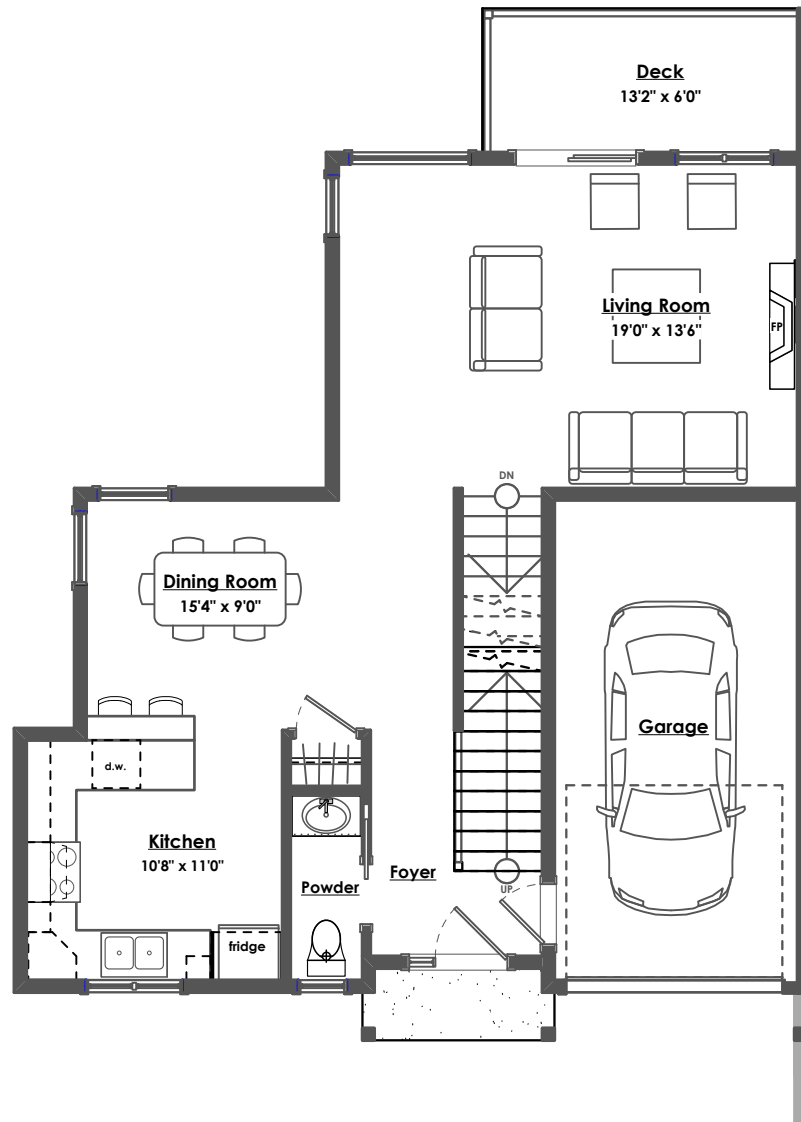 Deck
13'2" x 6'0"
Living Room
19'0" x 13'6"
FP
DN
Dining Room
15'4" x 9'0"
Garage
d.w.
Kitchen
10'8" x 11'0"
Foyer
Powder
UP
fridge